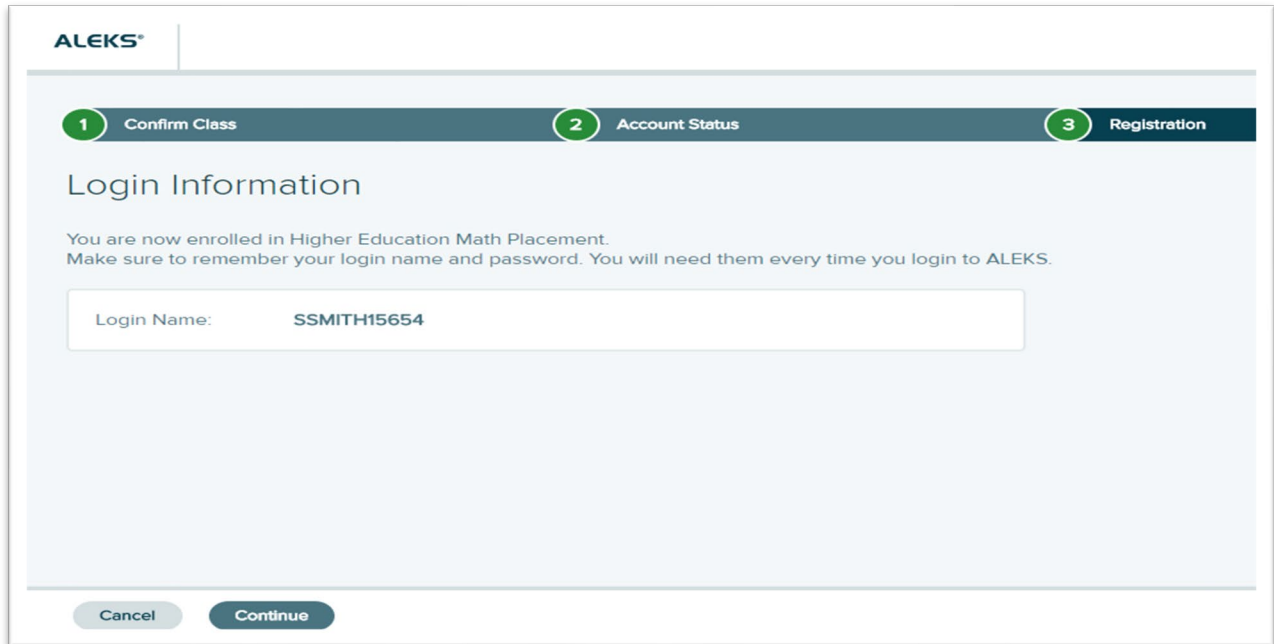 ALEKS®
1 Confirm Class 2 Account Status 3 Registration
Login Information
You are now enrolled in Higher Education Math Placement.
Make sure to remember your login name and password. You will need them every time you login to ALEKS.
Login Name: SSMITH15654
Cancel Continue